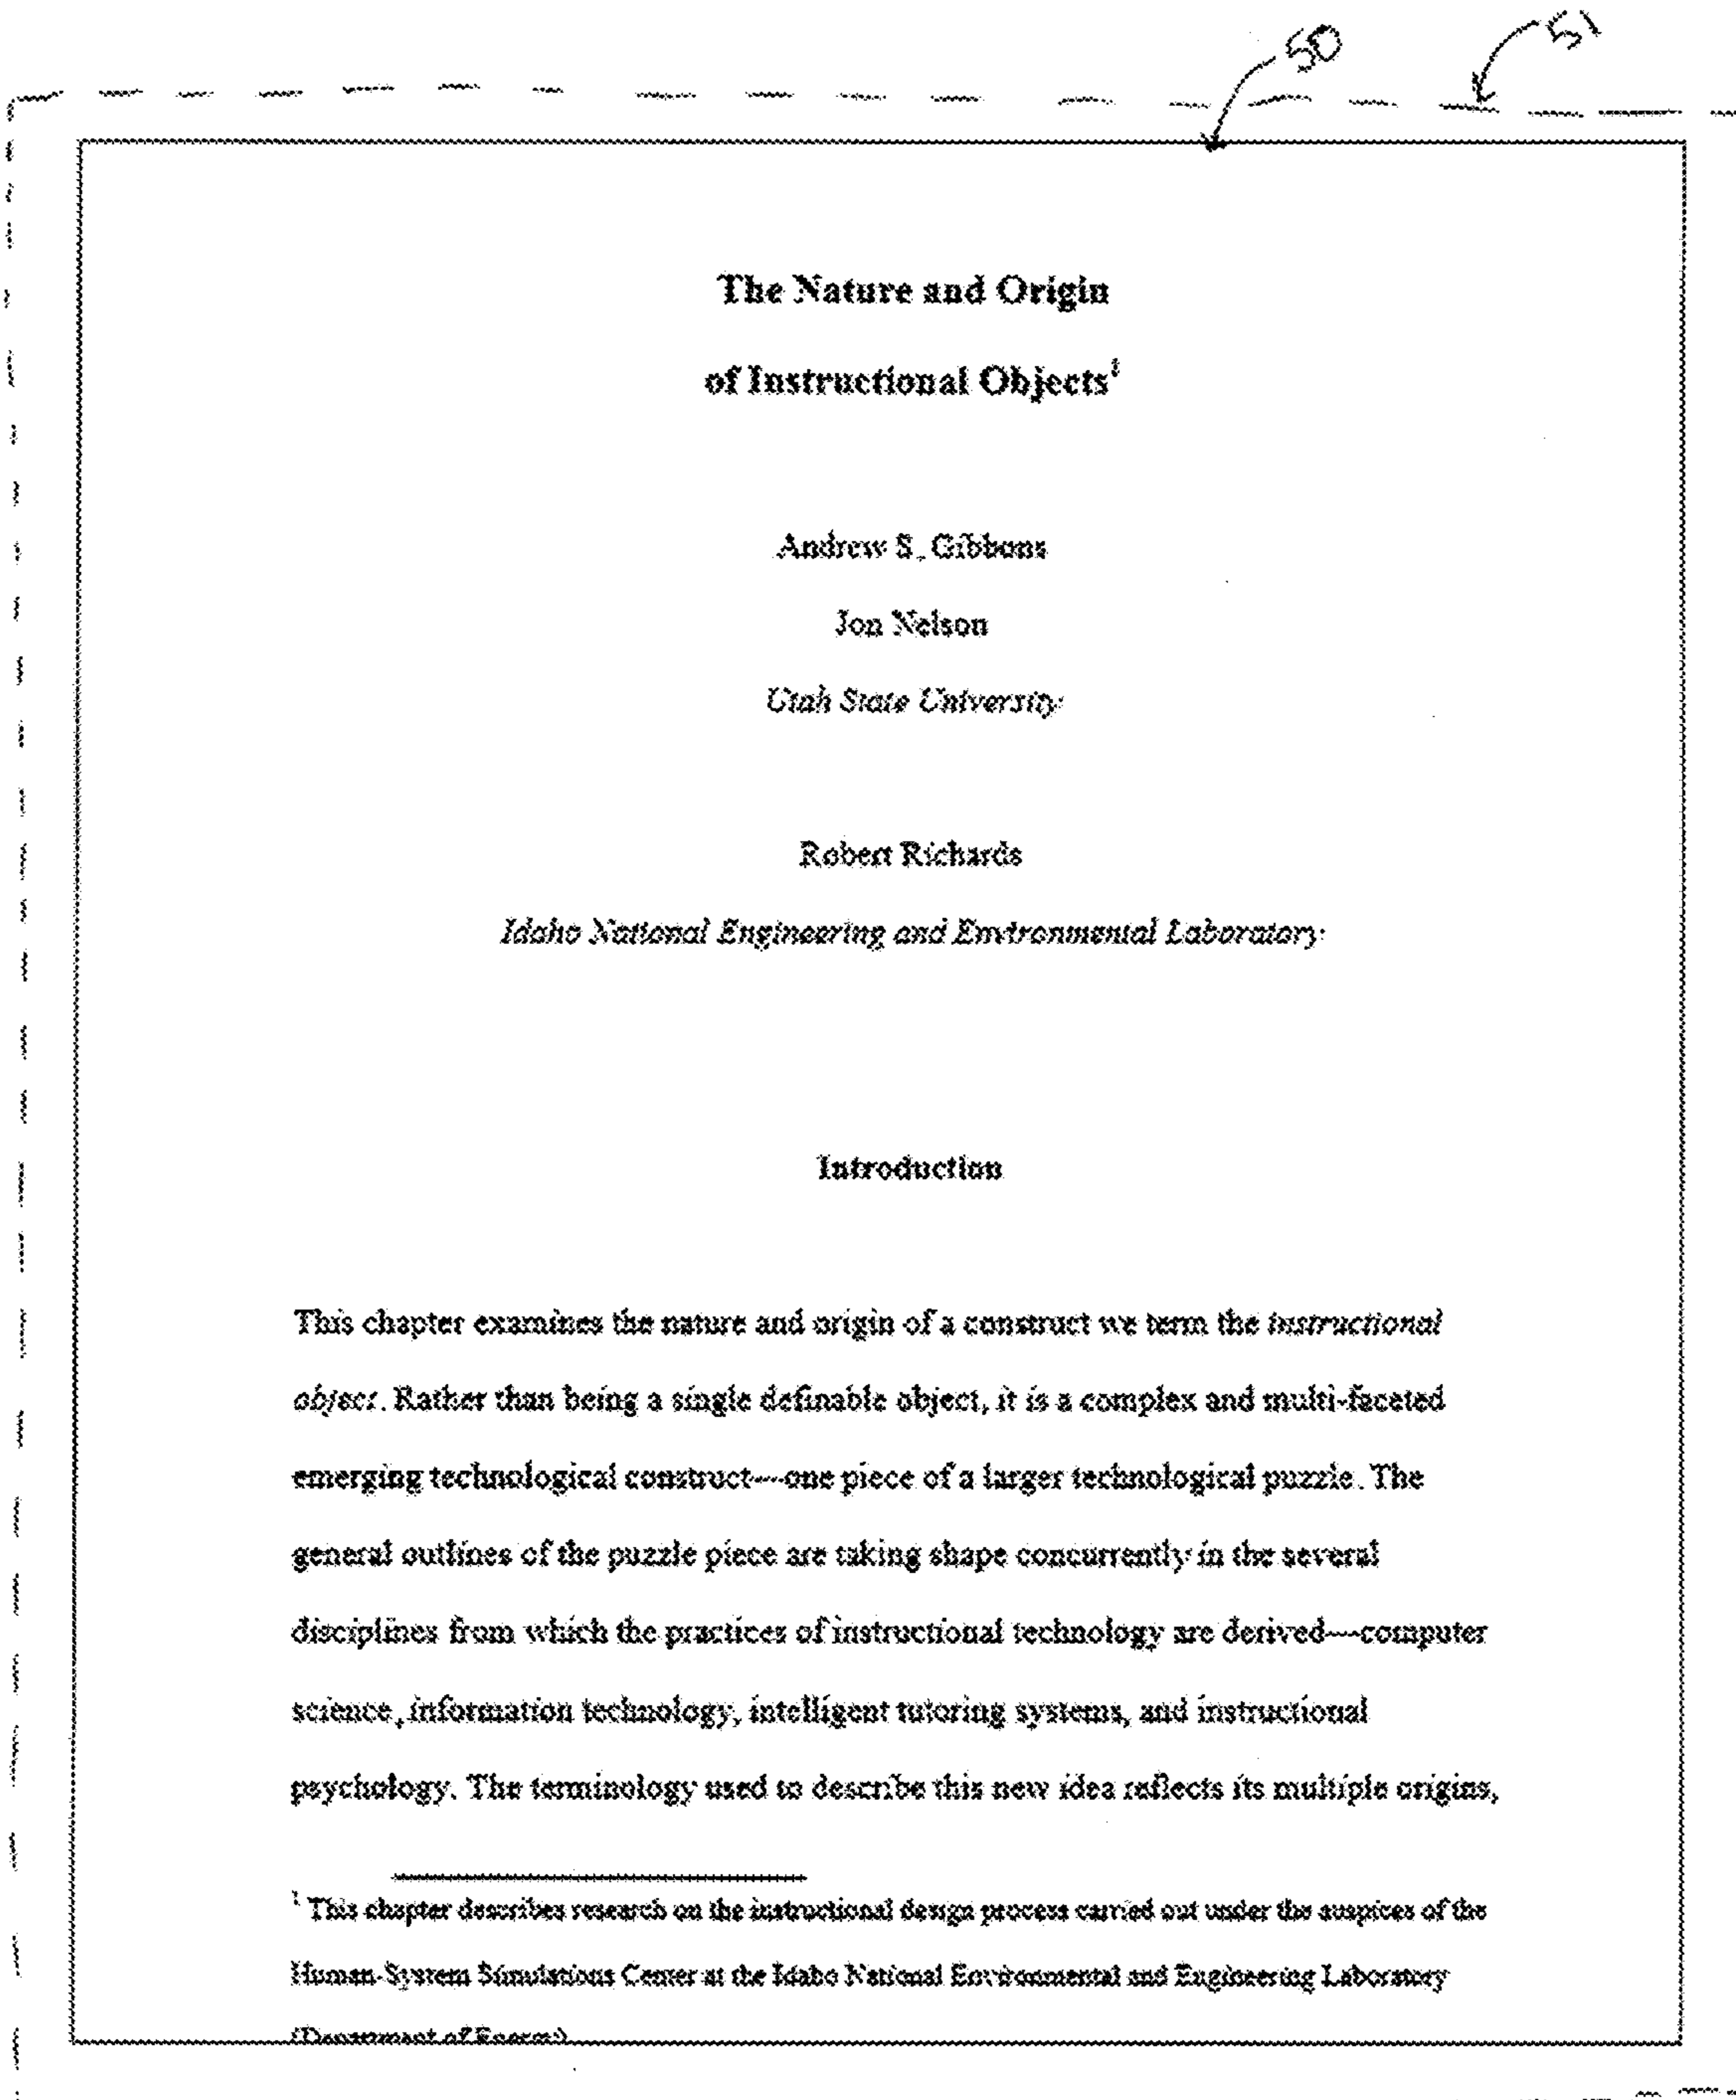 50
51
The Nature and Origin
of Instructional Objects¹
Andrew S. Gibbons
Jon Nelson
Utah State University
Robert Richards
Idaho National Engineering and Environmental Laboratory
Introduction
This chapter examines the nature and origin of a construct we term the instructional
object. Rather than being a single definable object, it is a complex and multi-faceted
emerging technological construct—one piece of a larger technological puzzle. The
general outlines of the puzzle piece are taking shape concurrently in the several
disciplines from which the practices of instructional technology are derived—computer
science, information technology, intelligent tutoring systems, and instructional
psychology. The terminology used to describe this new idea reflects its multiple origins,
¹ This chapter describes research on the instructional design process carried out under the auspices of the
Human-System Simulations Center at the Idaho National Environmental and Engineering Laboratory
(Department of Energy)